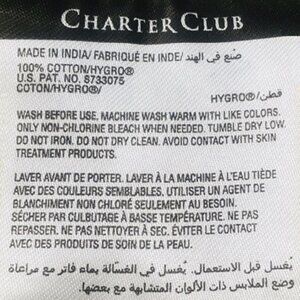 CHARTER CLUB
MADE IN INDIA/ FABRIQUÉ EN INDE/ صنع في الهند
100% COTTON/HYGRO®/
U.S. PAT. NO. 8733075
COTON/HYGRO®/
HYGRO®/قطن
WASH BEFORE USE. MACHINE WASH WARM WITH LIKE COLORS.
ONLY NON-CHLORINE BLEACH WHEN NEEDED. TUMBLE DRY LOW.
DO NOT IRON. DO NOT DRY CLEAN. AVOID CONTACT WITH SKIN
TREATMENT PRODUCTS.
LAVER AVANT DE PORTER. LAVER À LA MACHINE À L'EAU TIÈDE
AVEC DES COULEURS SEMBLABLES. UTILISER UN AGENT DE
BLANCHIMENT NON CHLORÉ SEULEMENT AU BESOIN.
SÉCHER PAR CULBUTAGE À BASSE TEMPÉRATURE. NE PAS
REPASSER. NE PAS NETTOYER À SEC. ÉVITER LE CONTACT
AVEC DES PRODUITS DE SOIN DE LA PEAU.
يغسل قبل الاستعمال. يغسل في الغسالة بماء فاتر مع مراعاة
وضع الملابس ذات الألوان المتشابهة مع بعضها.